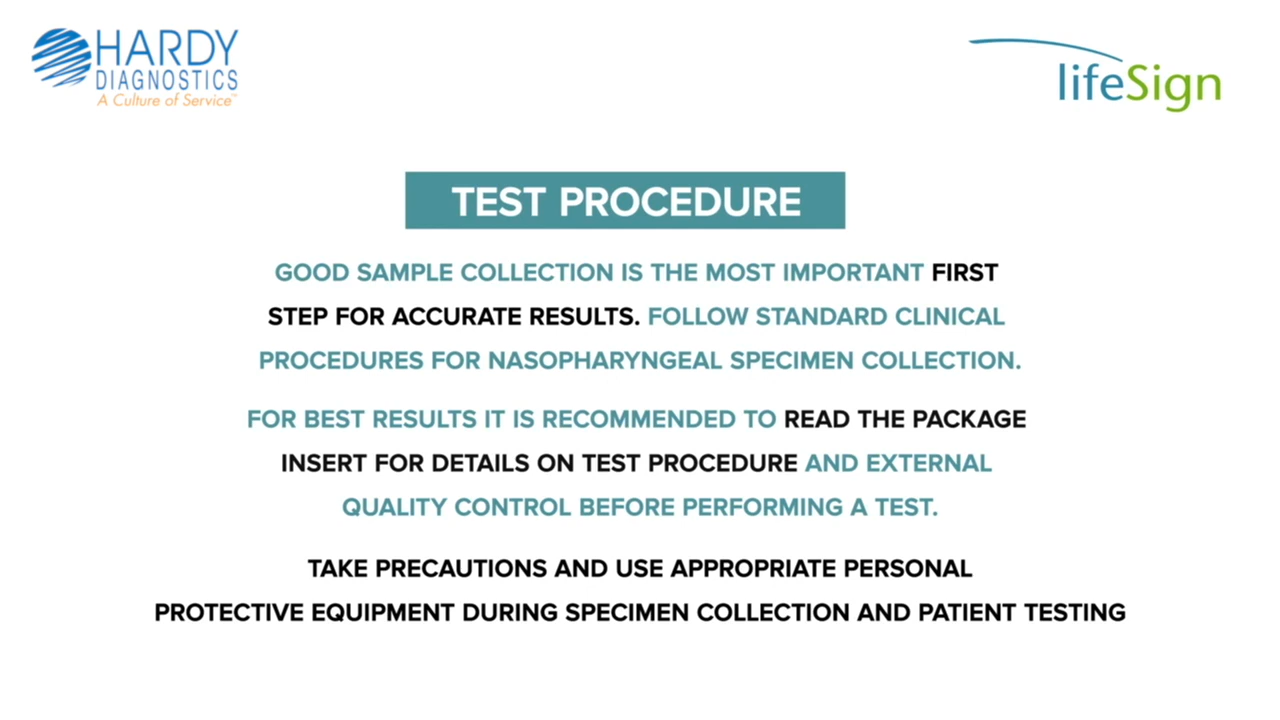 HARDY
DIAGNOSTICS
A Culture of Service™
lifeSign
TEST PROCEDURE
GOOD SAMPLE COLLECTION IS THE MOST IMPORTANT FIRST
STEP FOR ACCURATE RESULTS. FOLLOW STANDARD CLINICAL
PROCEDURES FOR NASOPHARYNGEAL SPECIMEN COLLECTION.
FOR BEST RESULTS IT IS RECOMMENDED TO READ THE PACKAGE
INSERT FOR DETAILS ON TEST PROCEDURE AND EXTERNAL
QUALITY CONTROL BEFORE PERFORMING A TEST.
TAKE PRECAUTIONS AND USE APPROPRIATE PERSONAL
PROTECTIVE EQUIPMENT DURING SPECIMEN COLLECTION AND PATIENT TESTING